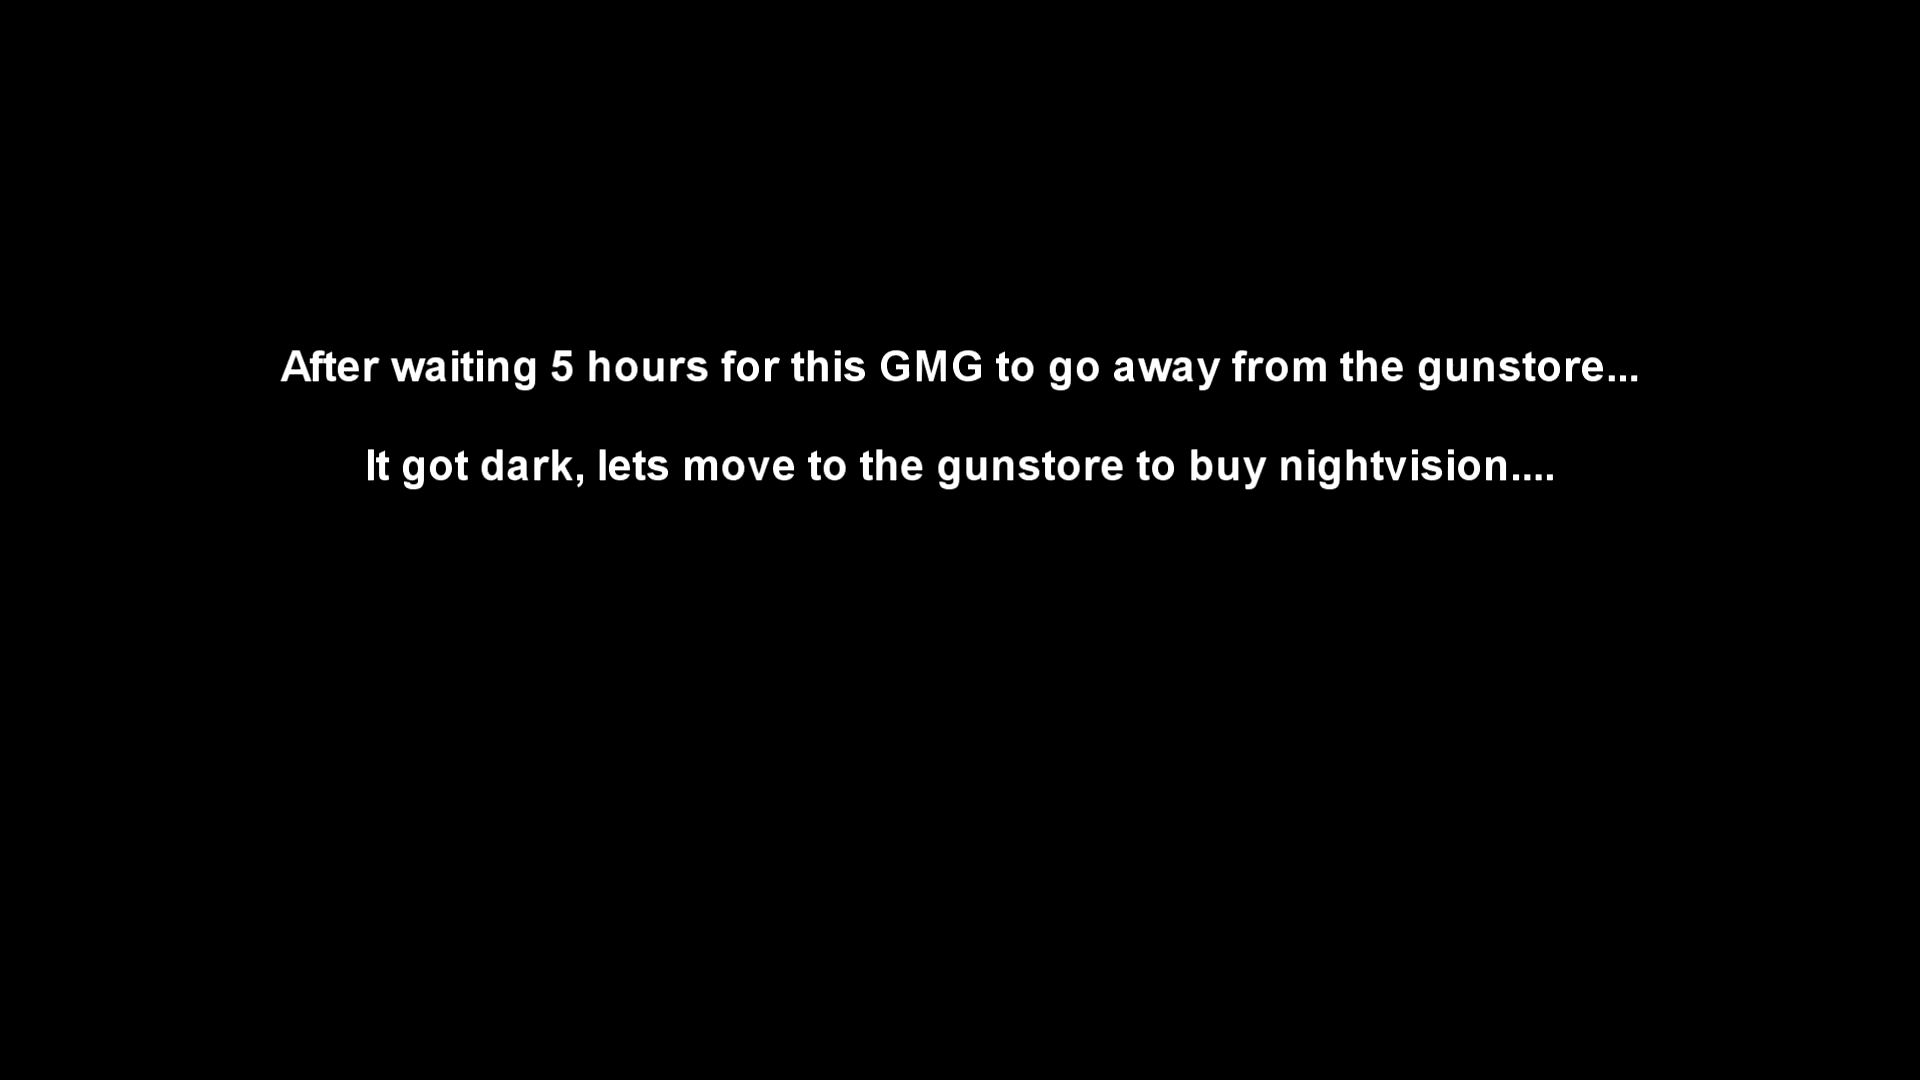 After waiting 5 hours for this GMG to go away from the gunstore...
It got dark, lets move to the gunstore to buy nightvision....